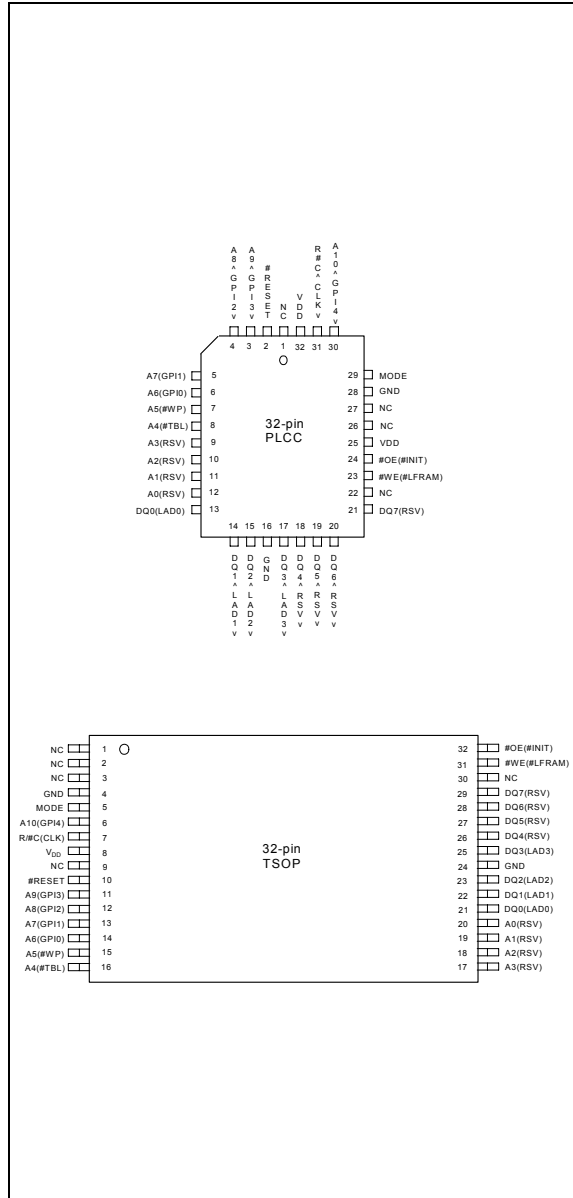 A8^GPI2v
A9^GPI3v
#RESET
NC
VDD
R#C^CLKv
A10^GPI4v
4 3 2 1 32 31 30
A7(GPI1) 5
A6(GPI0) 6
A5(#WP) 7
A4(#TBL) 8
A3(RSV) 9
A2(RSV) 10
A1(RSV) 11
A0(RSV) 12
DQ0(LAD0) 13
32-pin
PLCC
29 MODE
28 GND
27 NC
26 NC
25 VDD
24 #OE(#INIT)
23 #WE(#LFRAM)
22 NC
21 DQ7(RSV)
14 15 16 17 18 19 20
DQ1^LAD1v
DQ2^LAD2v
GND
DQ3^LAD3v
DQ4^RSVv
DQ5^RSVv
DQ6^RSVv
NC 1
NC 2
NC 3
GND 4
MODE 5
A10(GPI4) 6
R/#C(CLK) 7
VDD 8
NC 9
#RESET 10
A9(GPI3) 11
A8(GPI2) 12
A7(GPI1) 13
A6(GPI0) 14
A5(#WP) 15
A4(#TBL) 16
32-pin
TSOP
32 #OE(#INIT)
31 #WE(#LFRAM)
30 NC
29 DQ7(RSV)
28 DQ6(RSV)
27 DQ5(RSV)
26 DQ4(RSV)
25 DQ3(LAD3)
24 GND
23 DQ2(LAD2)
22 DQ1(LAD1)
21 DQ0(LAD0)
20 A0(RSV)
19 A1(RSV)
18 A2(RSV)
17 A3(RSV)